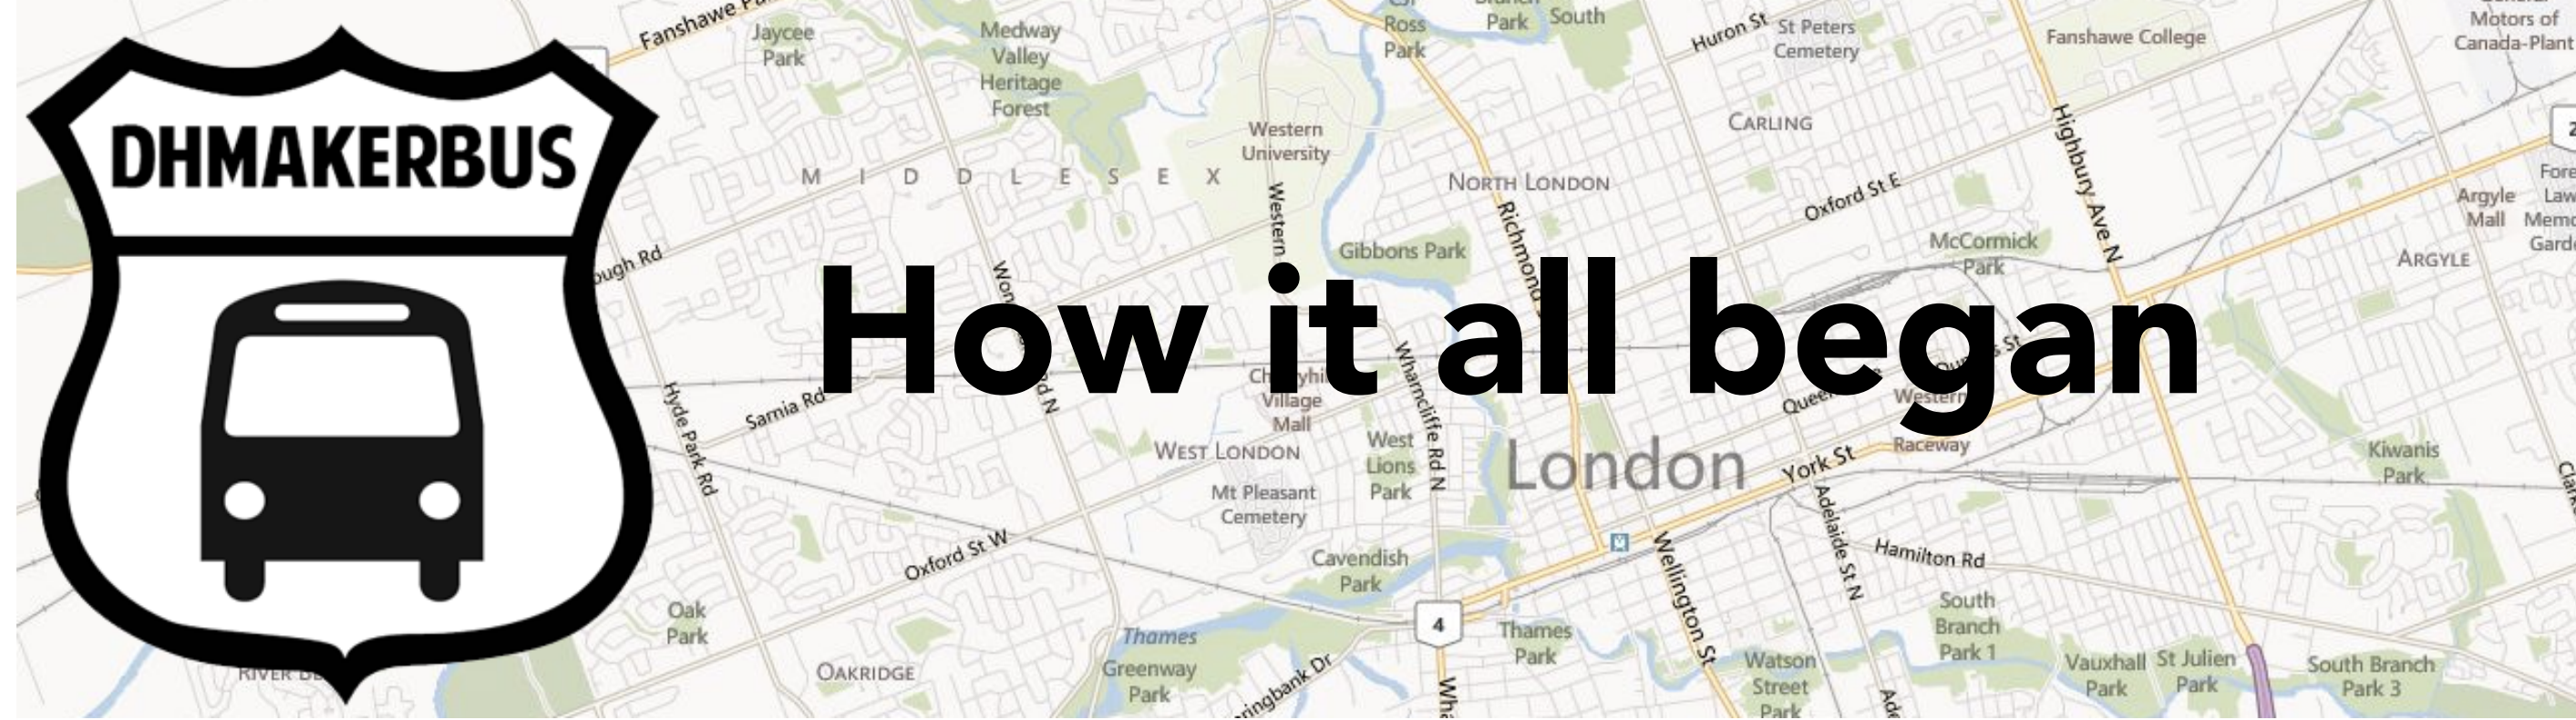 DHMAKERBUS
How it all began
Jaycee
Park
Medway
Valley
Heritage
Forest
Ross
Park
Park
South
Huron St
St Peters
Cemetery
Fanshawe College
Motors of
Canada-Plant
Highbury Ave N
CARLING
Western
University
MIDDLESEX
Western
NORTH LONDON
Richmond
Oxford St E
Argyle
Mall
ARGYLE
Gibbons Park
McCormick
Park
Sarnia Rd
Hyde Park Rd
Village
Mall
Wharncliffe Rd N
Western
Raceway
WEST LONDON
West
Lions
Park
London
York St
Kiwanis
Park
Mt Pleasant
Cemetery
Oxford St W
Cavendish
Park
Wellington St
Adelaide St N
Hamilton Rd
Oak
Park
4
Thames
Greenway
Park
Thames
Park
South
Branch
Park 1
OAKRIDGE
Watson
Street
Park
Vauxhall
Park
St Julien
Park
South Branch
Park 3